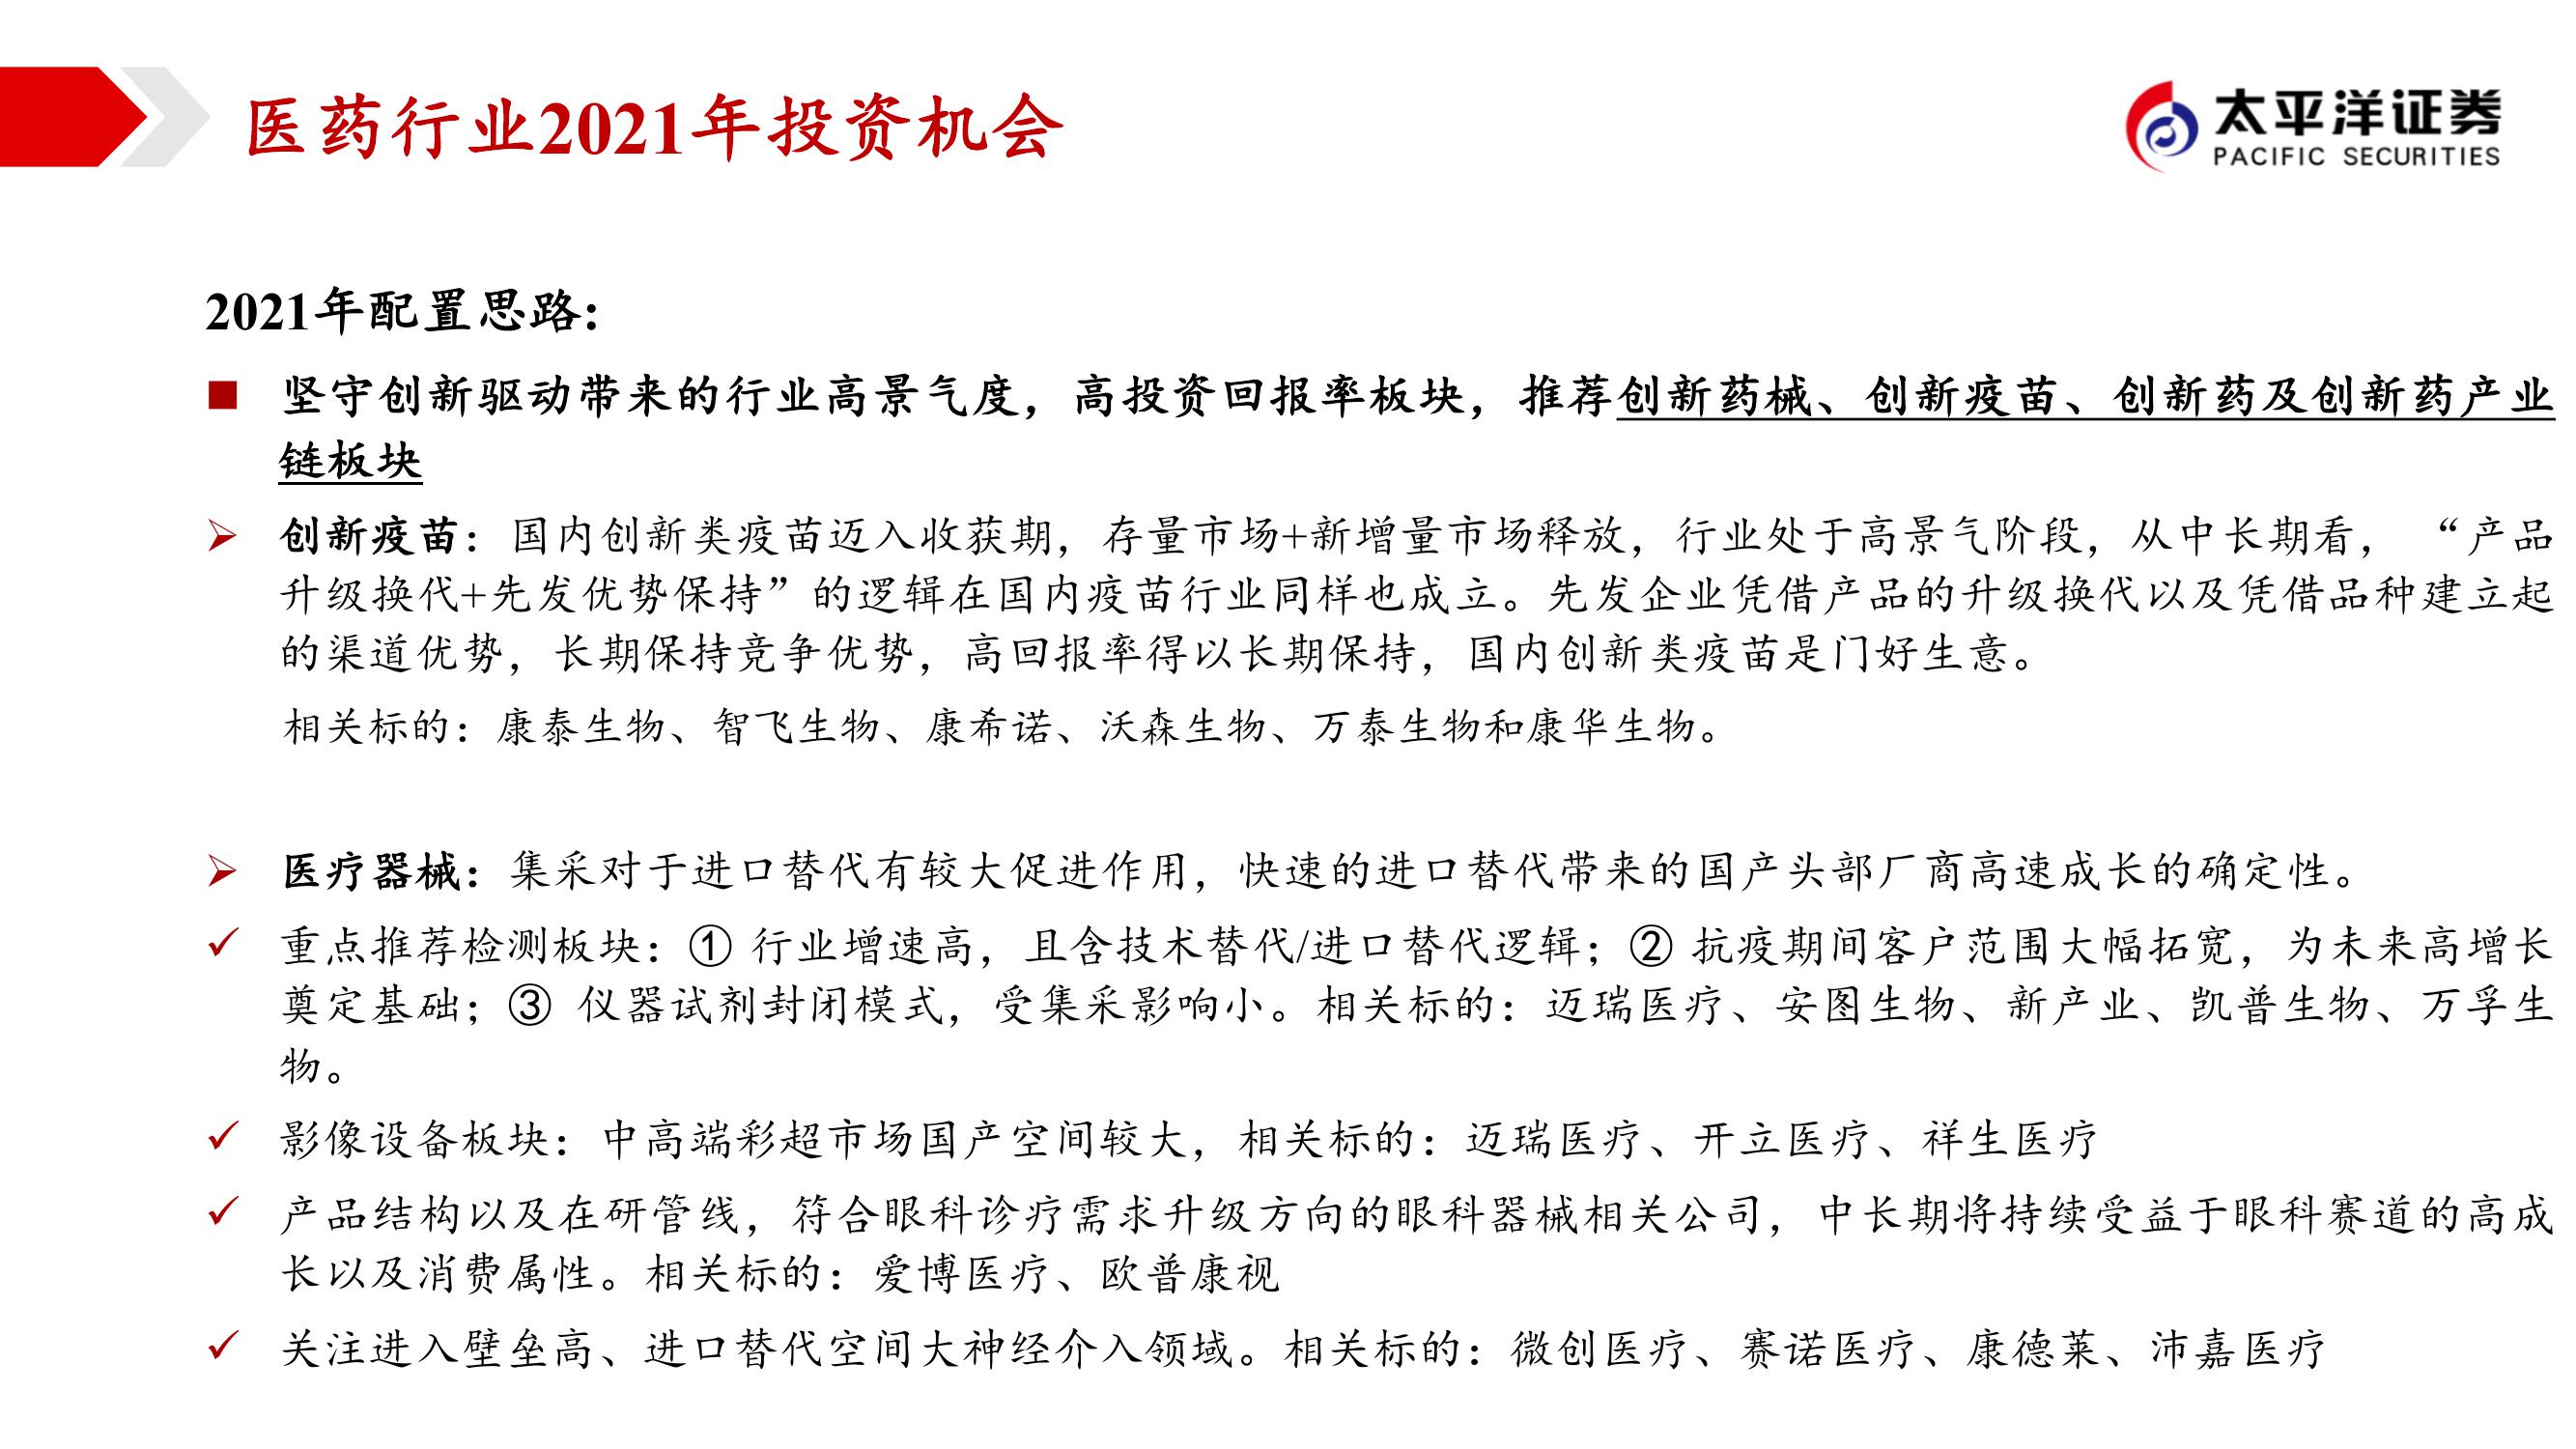 医药行业2021年投资机会
太平洋证券
PACIFIC SECURITIES
2021年配置思路：
■ 坚守创新驱动带来的行业高景气度，高投资回报率板块，推荐创新药械、创新疫苗、创新药及创新药产业
链板块
➢ 创新疫苗：国内创新类疫苗迈入收获期，存量市场+新增量市场释放，行业处于高景气阶段，从中长期看，“产品
升级换代+先发优势保持”的逻辑在国内疫苗行业同样也成立。先发企业凭借产品的升级换代以及凭借品种建立起
的渠道优势，长期保持竞争优势，高回报率得以长期保持，国内创新类疫苗是门好生意。
相关标的：康泰生物、智飞生物、康希诺、沃森生物、万泰生物和康华生物。
➢ 医疗器械：集采对于进口替代有较大促进作用，快速的进口替代带来的国产头部厂商高速成长的确定性。
✓ 重点推荐检测板块：① 行业增速高，且含技术替代/进口替代逻辑；② 抗疫期间客户范围大幅拓宽，为未来高增长
奠定基础；③ 仪器试剂封闭模式，受集采影响小。相关标的：迈瑞医疗、安图生物、新产业、凯普生物、万孚生
物。
✓ 影像设备板块：中高端彩超市场国产空间较大，相关标的：迈瑞医疗、开立医疗、祥生医疗
✓ 产品结构以及在研管线，符合眼科诊疗需求升级方向的眼科器械相关公司，中长期将持续受益于眼科赛道的高成
长以及消费属性。相关标的：爱博医疗、欧普康视
✓ 关注进入壁垒高、进口替代空间大神经介入领域。相关标的：微创医疗、赛诺医疗、康德莱、沛嘉医疗